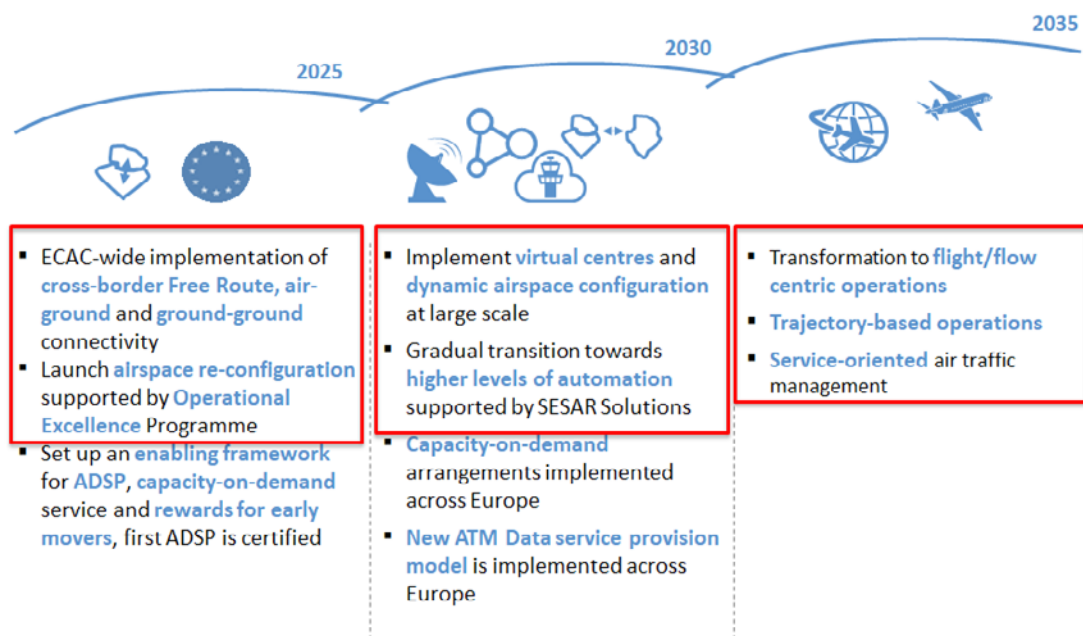 2025
2030
2035
▪ ECAC-wide implementation of
cross-border Free Route, air-
ground and ground-ground
connectivity
▪ Launch airspace re-configuration
supported by Operational
Excellence Programme
▪ Set up an enabling framework
for ADSP, capacity-on-demand
service and rewards for early
movers, first ADSP is certified
▪ Implement virtual centres and
dynamic airspace configuration
at large scale
▪ Gradual transition towards
higher levels of automation
supported by SESAR Solutions
▪ Capacity-on-demand
arrangements implemented
across Europe
▪ New ATM Data service provision
model is implemented across
Europe
▪ Transformation to flight/flow
centric operations
▪ Trajectory-based operations
▪ Service-oriented air traffic
management